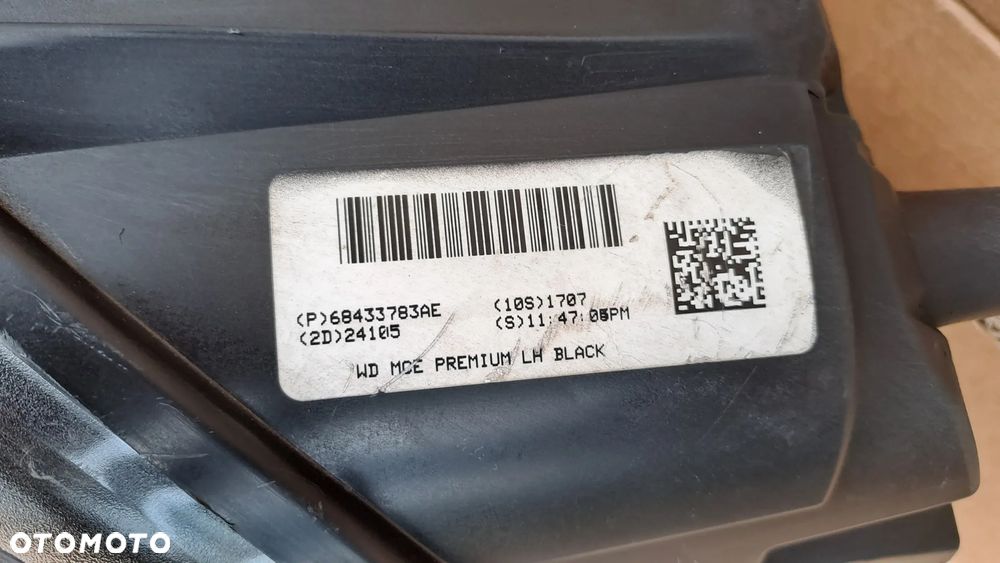 (P)68433783AE
(10S)1707
(2D)24105
(S)11:47:05PM
WD MCE PREMIUM LH BLACK
OTOMOTO